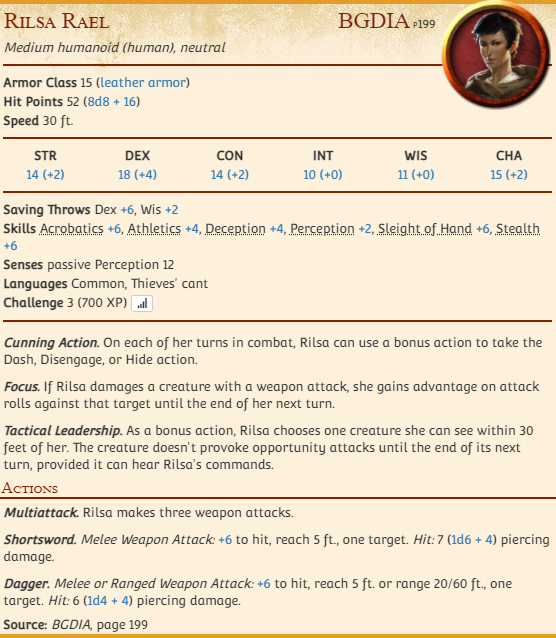 Rilsa Rael BGDIA p199
Medium humanoid (human), neutral
Armor Class 15 (leather armor)
Hit Points 52 (8d8 + 16)
Speed 30 ft.
STR DEX CON INT WIS CHA
14 (+2) 18 (+4) 14 (+2) 10 (+0) 11 (+0) 15 (+2)
Saving Throws Dex +6, Wis +2
Skills Acrobatics +6, Athletics +4, Deception +4, Perception +2, Sleight of Hand +6, Stealth
+6
Senses passive Perception 12
Languages Common, Thieves' cant
Challenge 3 (700 XP)
Cunning Action. On each of her turns in combat, Rilsa can use a bonus action to take the
Dash, Disengage, or Hide action.
Focus. If Rilsa damages a creature with a weapon attack, she gains advantage on attack
rolls against that target until the end of her next turn.
Tactical Leadership. As a bonus action, Rilsa chooses one creature she can see within 30
feet of her. The creature doesn't provoke opportunity attacks until the end of its next
turn, provided it can hear Rilsa's commands.
Actions
Multiattack. Rilsa makes three weapon attacks.
Shortsword. Melee Weapon Attack: +6 to hit, reach 5 ft., one target. Hit: 7 (1d6 + 4) piercing
damage.
Dagger. Melee or Ranged Weapon Attack: +6 to hit, reach 5 ft. or range 20/60 ft., one
target. Hit: 6 (1d4 + 4) piercing damage.
Source: BGDIA, page 199